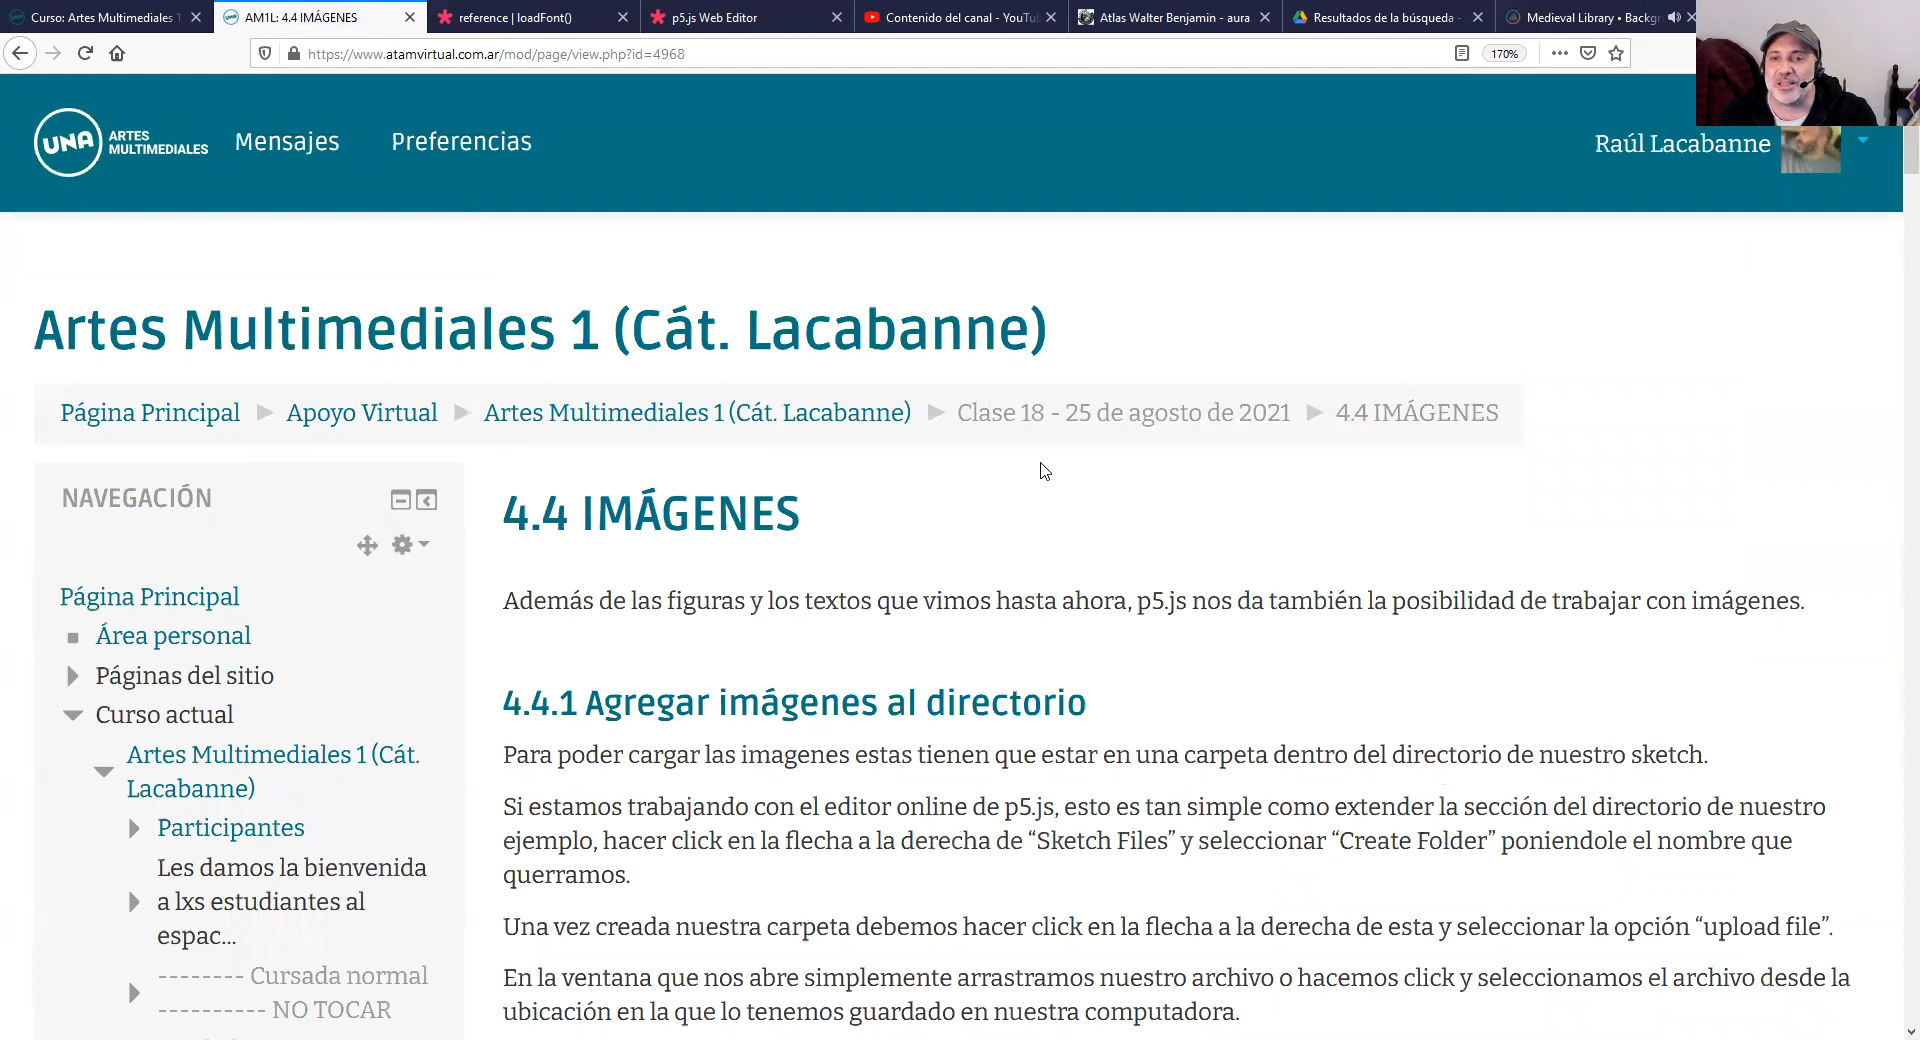 Curso: Artes Multimediales 1
AM1L: 4.4 IMÁGENES
reference | loadFont()
p5.js Web Editor
Contenido del canal - YouTu
Atlas Walter Benjamin - aura
Resultados de la búsqueda -
Medieval Library • Backgr
https://www.atamvirtual.com.ar/mod/page/view.php?id=4968
170%
UNA
ARTES
MULTIMEDIALES
Mensajes
Preferencias
Raúl Lacabanne
Artes Multimediales 1 (Cát. Lacabanne)
Página Principal
Apoyo Virtual
Artes Multimediales 1 (Cát. Lacabanne)
Clase 18 - 25 de agosto de 2021
4.4 IMÁGENES
NAVEGACIÓN
Página Principal
Área personal
Páginas del sitio
Curso actual
Artes Multimediales 1 (Cát.
Lacabanne)
Participantes
Les damos la bienvenida
a lxs estudiantes al
espac...
-------- Cursada normal
---------- NO TOCAR
4.4 IMÁGENES
Además de las figuras y los textos que vimos hasta ahora, p5.js nos da también la posibilidad de trabajar con imágenes.
4.4.1 Agregar imágenes al directorio
Para poder cargar las imagenes estas tienen que estar en una carpeta dentro del directorio de nuestro sketch.
Si estamos trabajando con el editor online de p5.js, esto es tan simple como extender la sección del directorio de nuestro
ejemplo, hacer click en la flecha a la derecha de “Sketch Files” y seleccionar “Create Folder” poniendole el nombre que
querramos.
Una vez creada nuestra carpeta debemos hacer click en la flecha a la derecha de esta y seleccionar la opción “upload file”.
En la ventana que nos abre simplemente arrastramos nuestro archivo o hacemos click y seleccionamos el archivo desde la
ubicación en la que lo tenemos guardado en nuestra computadora.